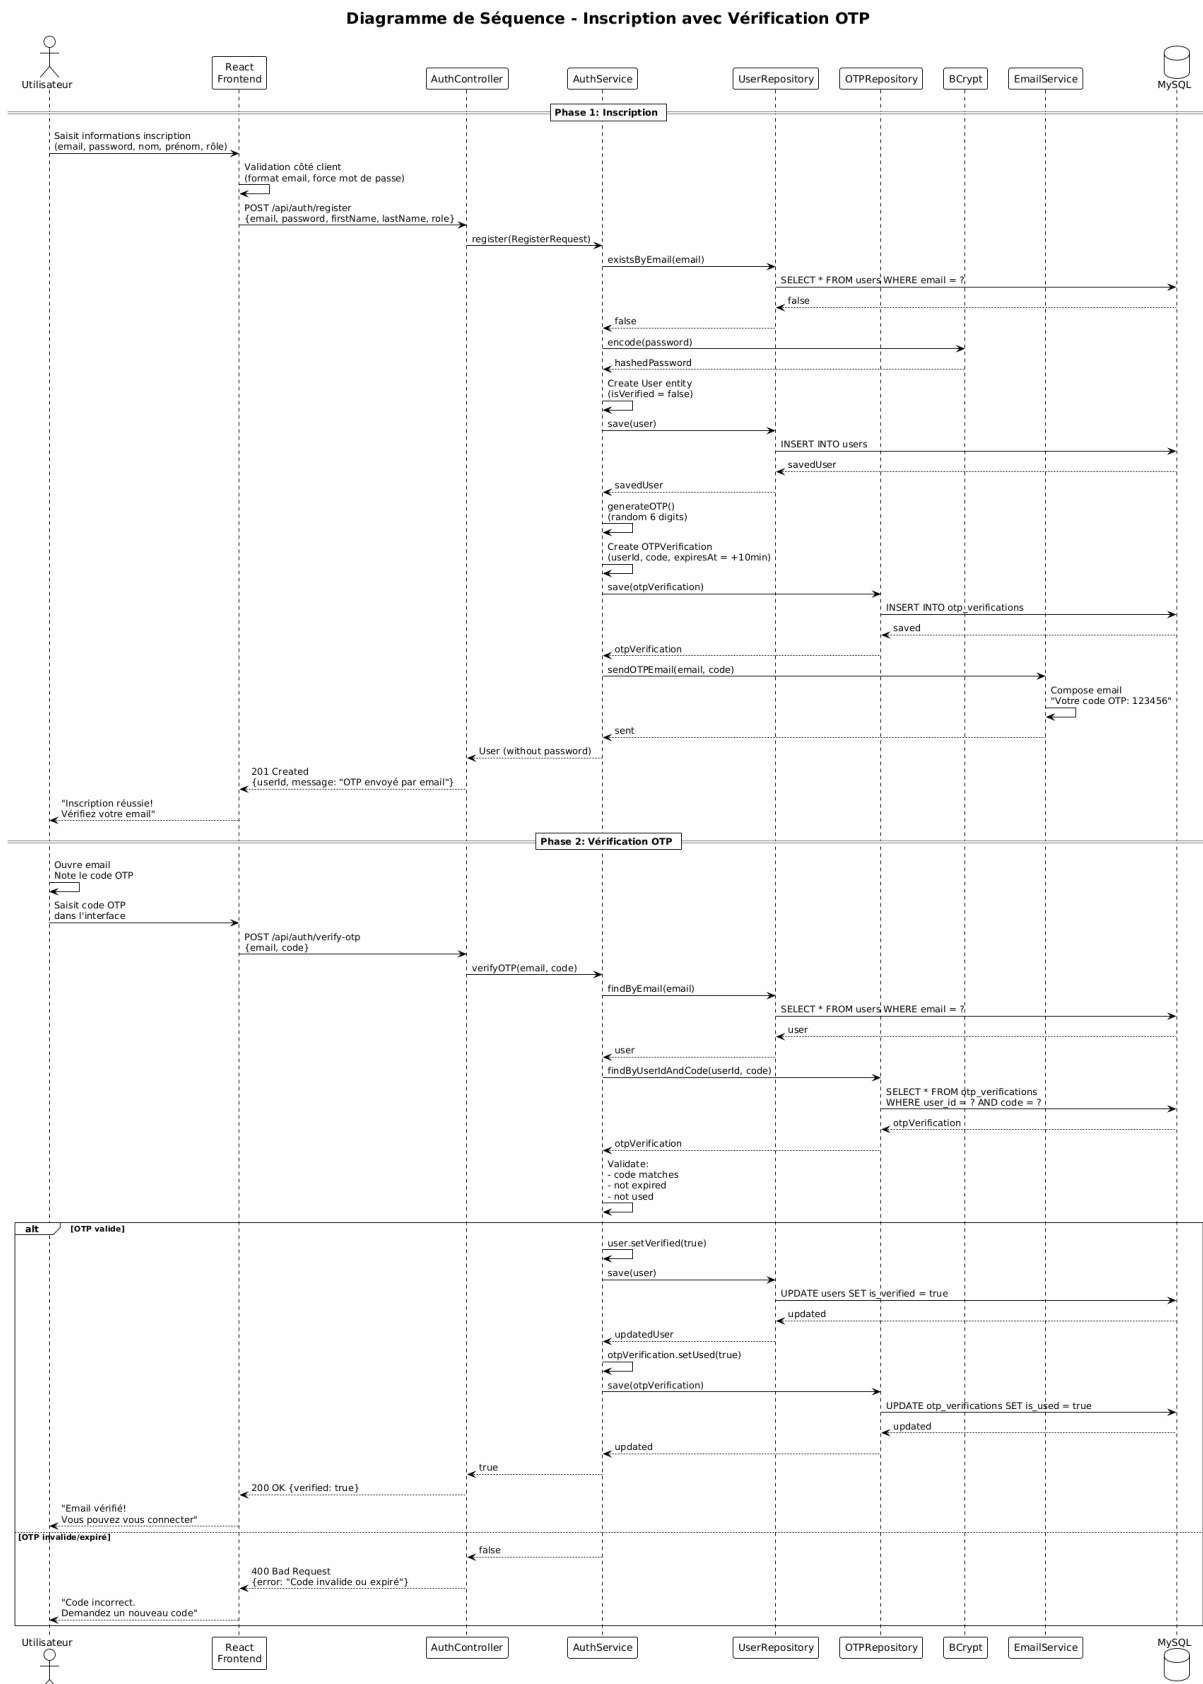 Diagramme de Séquence - Inscription avec Vérification OTP
Utilisateur
React
Frontend
AuthController
AuthService
UserRepository
OTPRepository
BCrypt
EmailService
MySQL
Phase 1: Inscription
Saisit informations inscription
(email, password, nom, prénom, rôle)
Validation côté client
(format email, force mot de passe)
POST /api/auth/register
{email, password, firstName, lastName, role}
register(RegisterRequest)
existsByEmail(email)
SELECT * FROM users WHERE email = ?
false
false
encode(password)
hashedPassword
Create User entity
(isVerified = false)
save(user)
INSERT INTO users
savedUser
savedUser
generateOTP()
(random 6 digits)
Create OTPVerification
(userId, code, expiresAt = +10min)
save(otpVerification)
INSERT INTO otp_verifications
saved
otpVerification
sendOTPEmail(email, code)
Compose email
"Votre code OTP: 123456"
sent
User (without password)
201 Created
{userId, message: "OTP envoyé par email"}
"Inscription réussie!
Vérifiez votre email"
Phase 2: Vérification OTP
Ouvre email
Note le code OTP
Saisit code OTP
dans l'interface
POST /api/auth/verify-otp
{email, code}
verifyOTP(email, code)
findByEmail(email)
SELECT * FROM users WHERE email = ?
user
user
findByUserIdAndCode(userId, code)
SELECT * FROM otp_verifications
WHERE user_id = ? AND code = ?
otpVerification
otpVerification
Validate:
- code matches
- not expired
- not used
alt [OTP valide]
user.setVerified(true)
save(user)
UPDATE users SET is_verified = true
updated
updatedUser
otpVerification.setUsed(true)
save(otpVerification)
UPDATE otp_verifications SET is_used = true
updated
updated
true
200 OK {verified: true}
"Email vérifié!
Vous pouvez vous connecter"
[OTP invalide/expiré]
false
400 Bad Request
{error: "Code invalide ou expiré"}
"Code incorrect.
Demandez un nouveau code"
Utilisateur
React
Frontend
AuthController
AuthService
UserRepository
OTPRepository
BCrypt
EmailService
MySQL